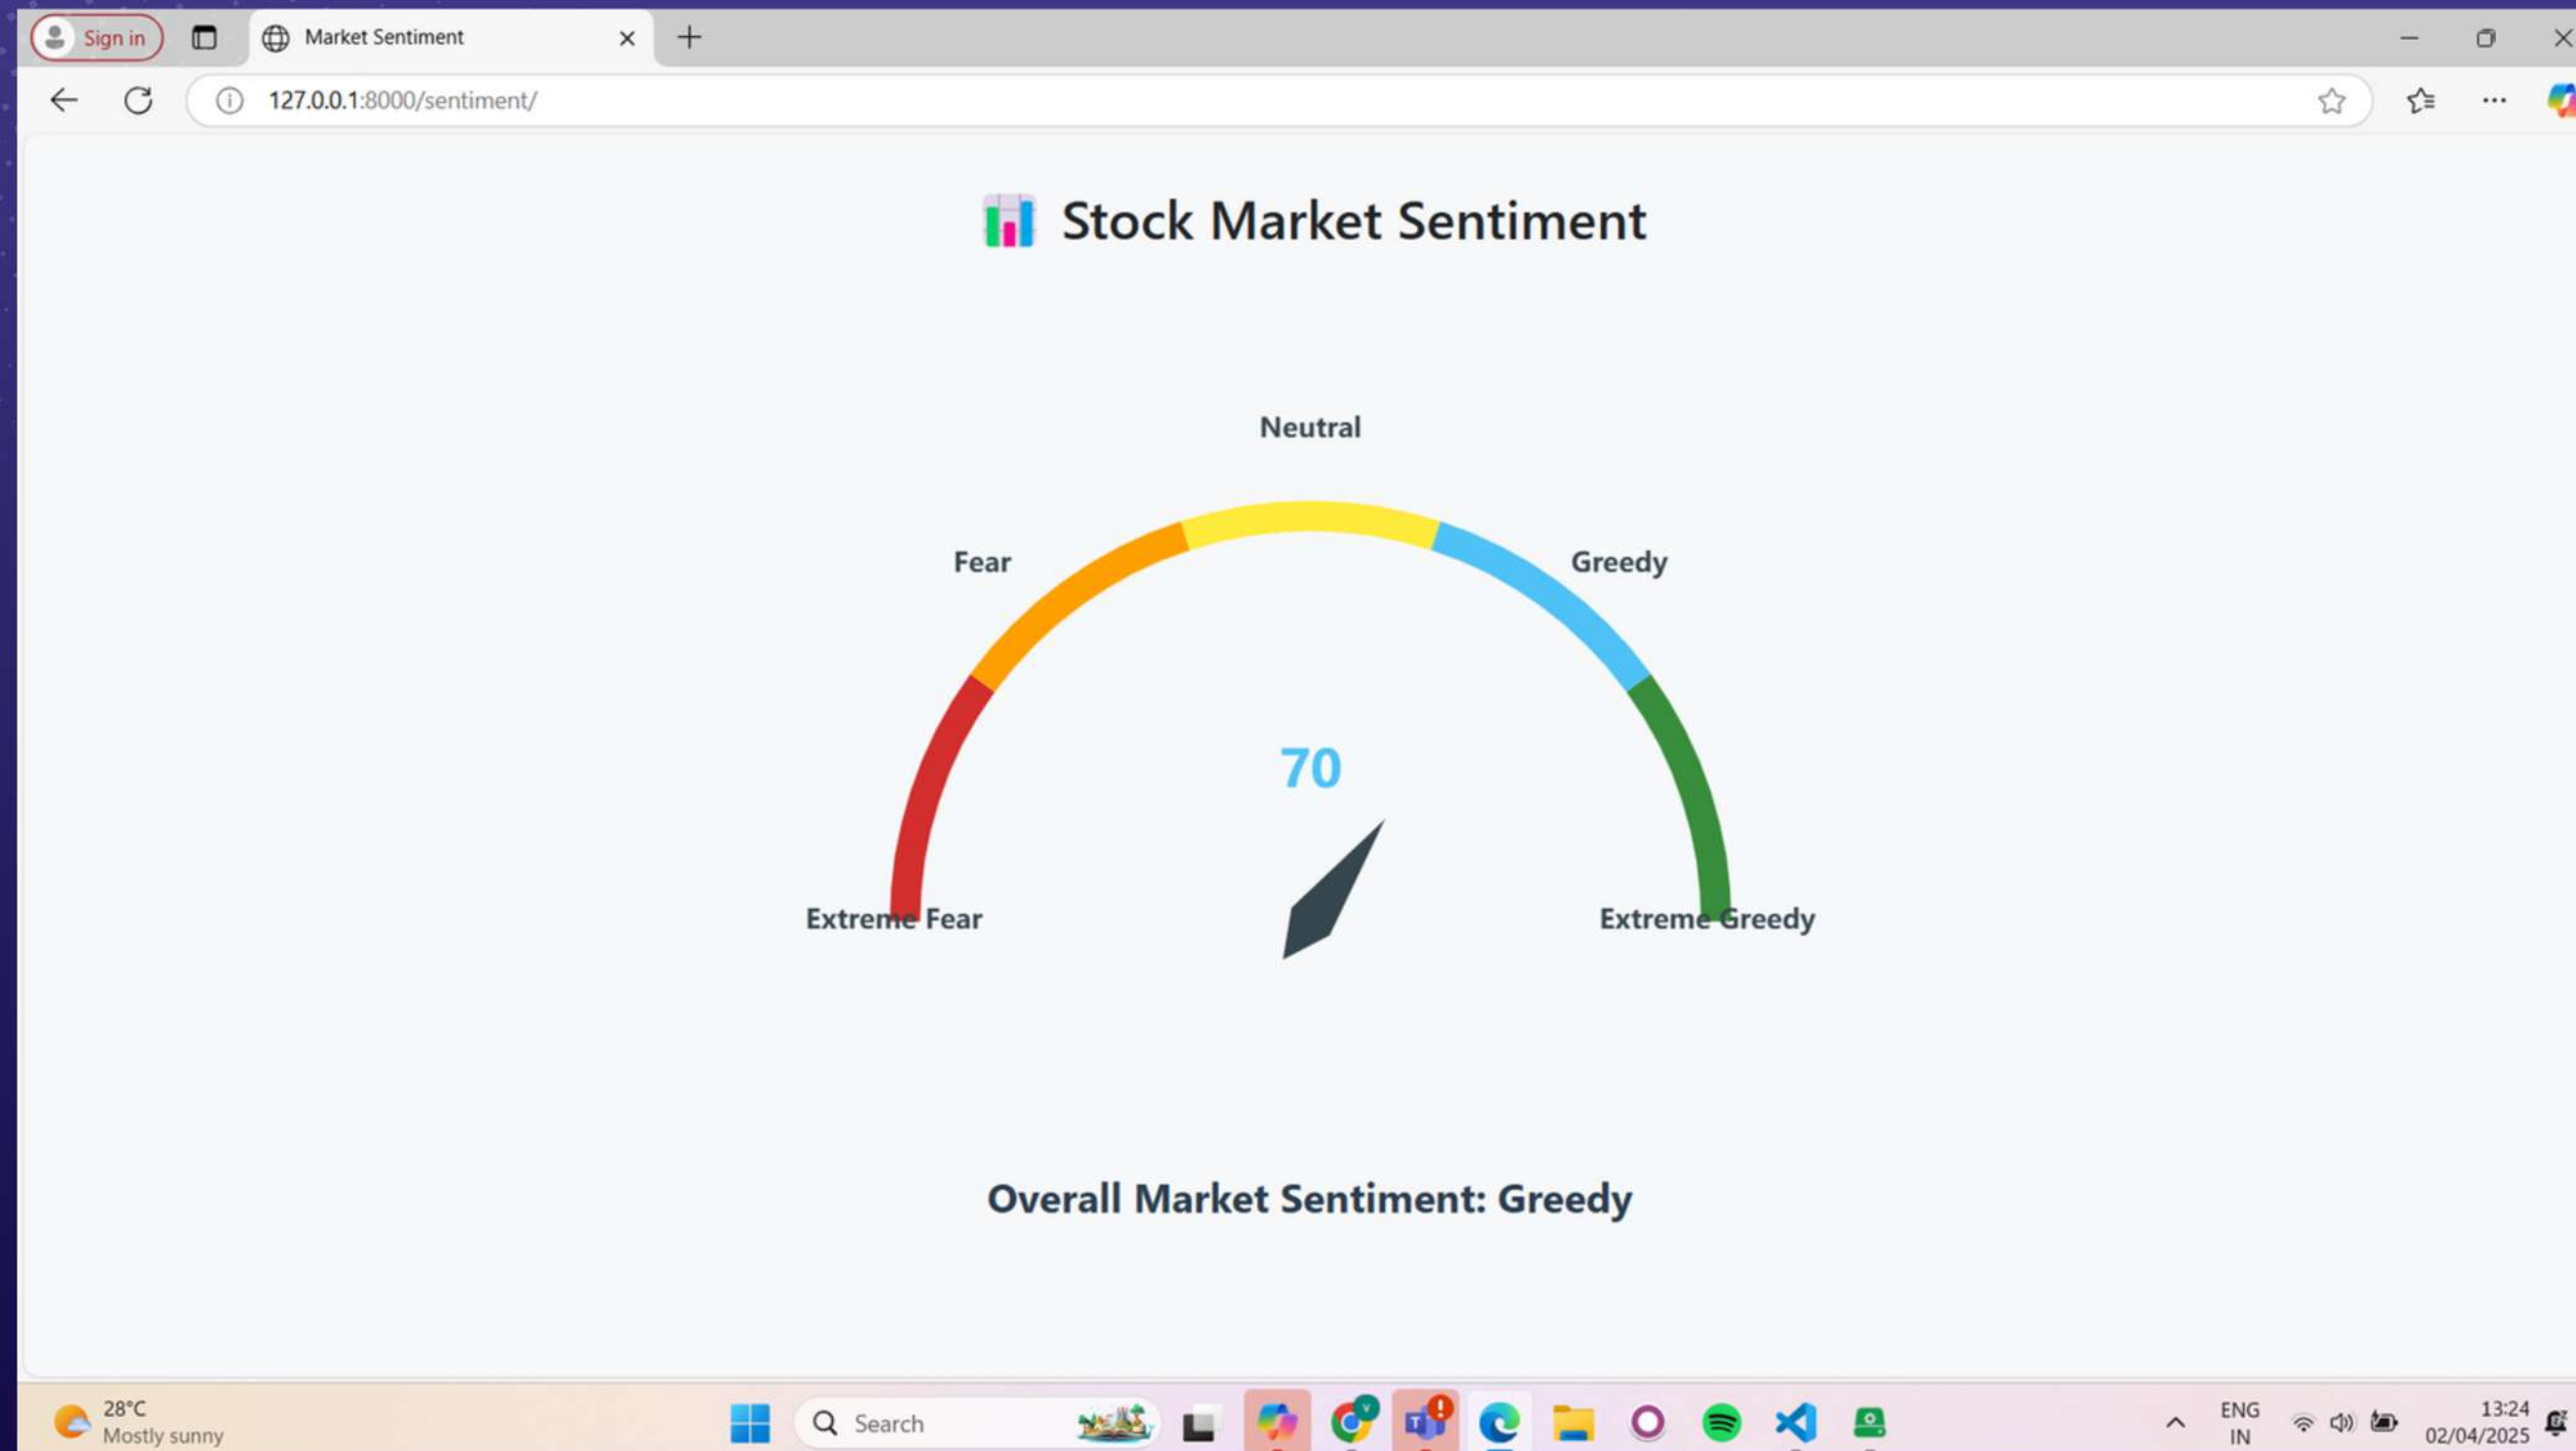 Sign in
Market Sentiment
127.0.0.1:8000/sentiment/
📊 Stock Market Sentiment
Neutral
Fear
Greedy
70
Extreme Fear
Extreme Greedy
Overall Market Sentiment: Greedy
28°C
Mostly sunny
Search
ENG
IN
13:24
02/04/2025